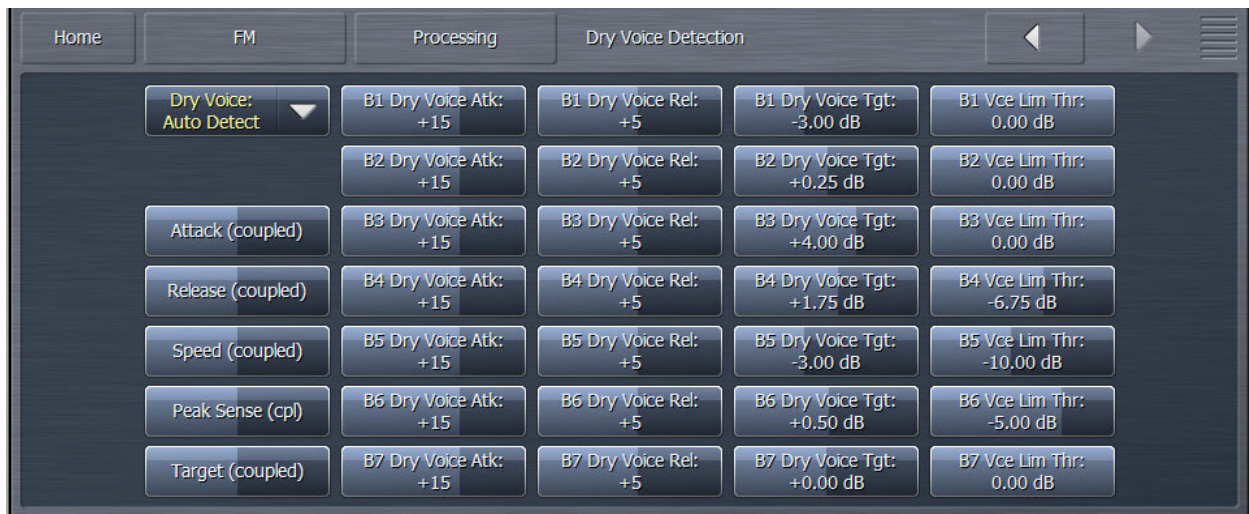 Home FM Processing Dry Voice Detection
Dry Voice:
Auto Detect
B1 Dry Voice Atk:
+15
B1 Dry Voice Rel:
+5
B1 Dry Voice Tgt:
-3.00 dB
B1 Vce Lim Thr:
0.00 dB
B2 Dry Voice Atk:
+15
B2 Dry Voice Rel:
+5
B2 Dry Voice Tgt:
+0.25 dB
B2 Vce Lim Thr:
0.00 dB
Attack (coupled)
B3 Dry Voice Atk:
+15
B3 Dry Voice Rel:
+5
B3 Dry Voice Tgt:
+4.00 dB
B3 Vce Lim Thr:
0.00 dB
Release (coupled)
B4 Dry Voice Atk:
+15
B4 Dry Voice Rel:
+5
B4 Dry Voice Tgt:
+1.75 dB
B4 Vce Lim Thr:
-6.75 dB
Speed (coupled)
B5 Dry Voice Atk:
+15
B5 Dry Voice Rel:
+5
B5 Dry Voice Tgt:
-3.00 dB
B5 Vce Lim Thr:
-10.00 dB
Peak Sense (cpl)
B6 Dry Voice Atk:
+15
B6 Dry Voice Rel:
+5
B6 Dry Voice Tgt:
+0.50 dB
B6 Vce Lim Thr:
-5.00 dB
Target (coupled)
B7 Dry Voice Atk:
+15
B7 Dry Voice Rel:
+5
B7 Dry Voice Tgt:
+0.00 dB
B7 Vce Lim Thr:
0.00 dB